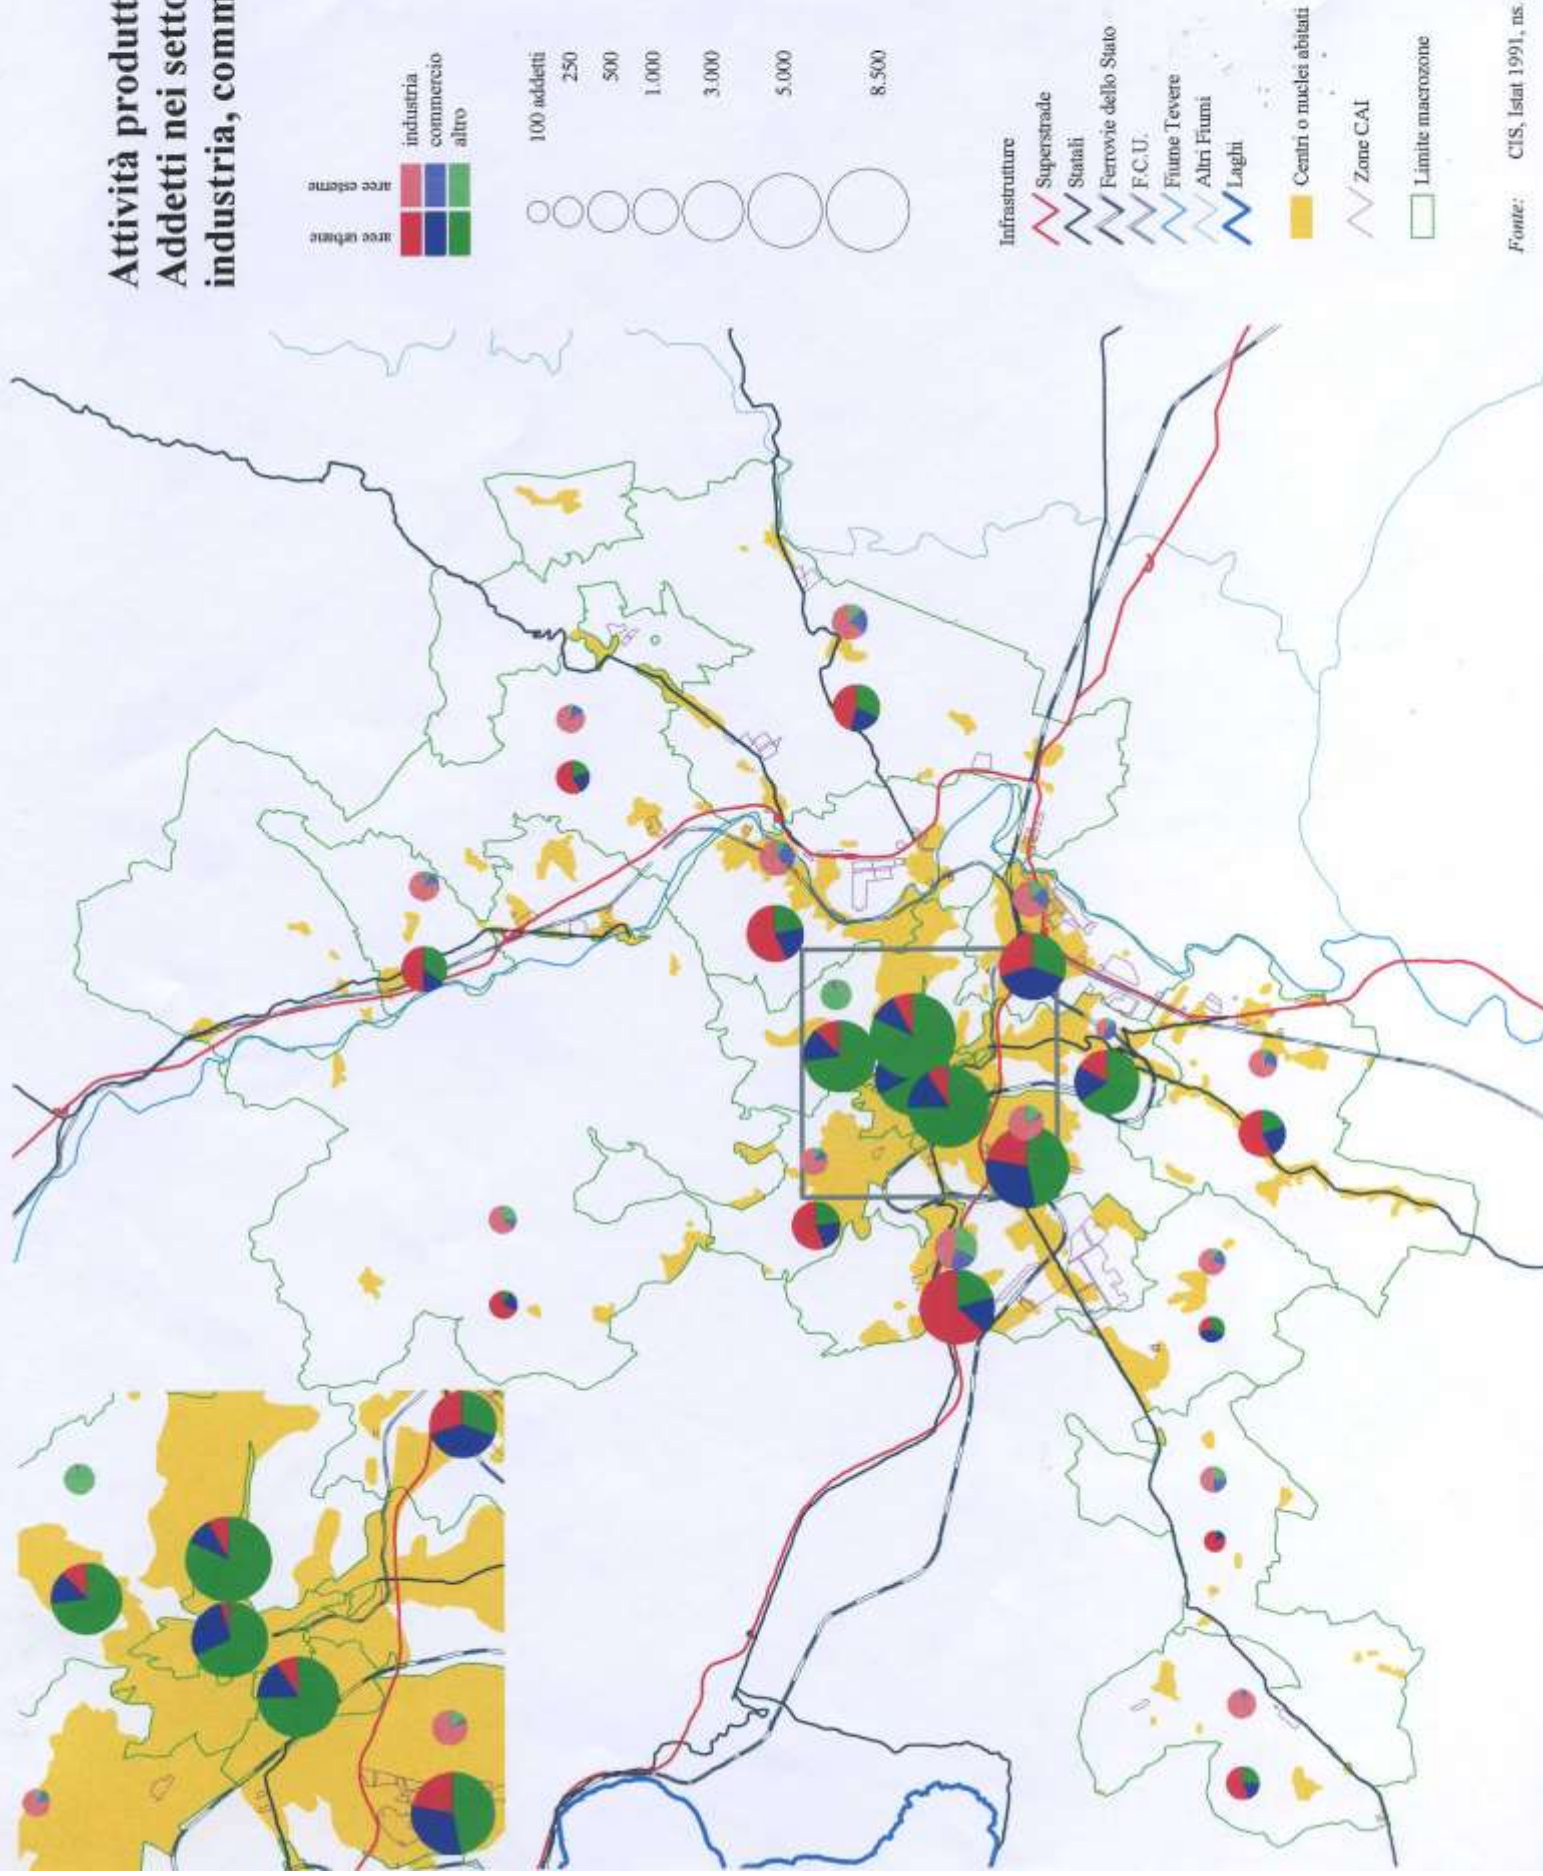 Attività produtt
Addetti nei setto
industria, comm
aree urbane
aree esterne
industria
commercio
altro
100 addetti
250
500
1.000
3.000
5.000
8.500
Infrastrutture
Superstrade
Statali
Ferrovie dello Stato
F.C.U.
Fiume Tevere
Altri Fiumi
Laghi
Centri o nuclei abitati
Zone CAI
Limite macrozone
Fonte: CIS, Istat 1991, ns.